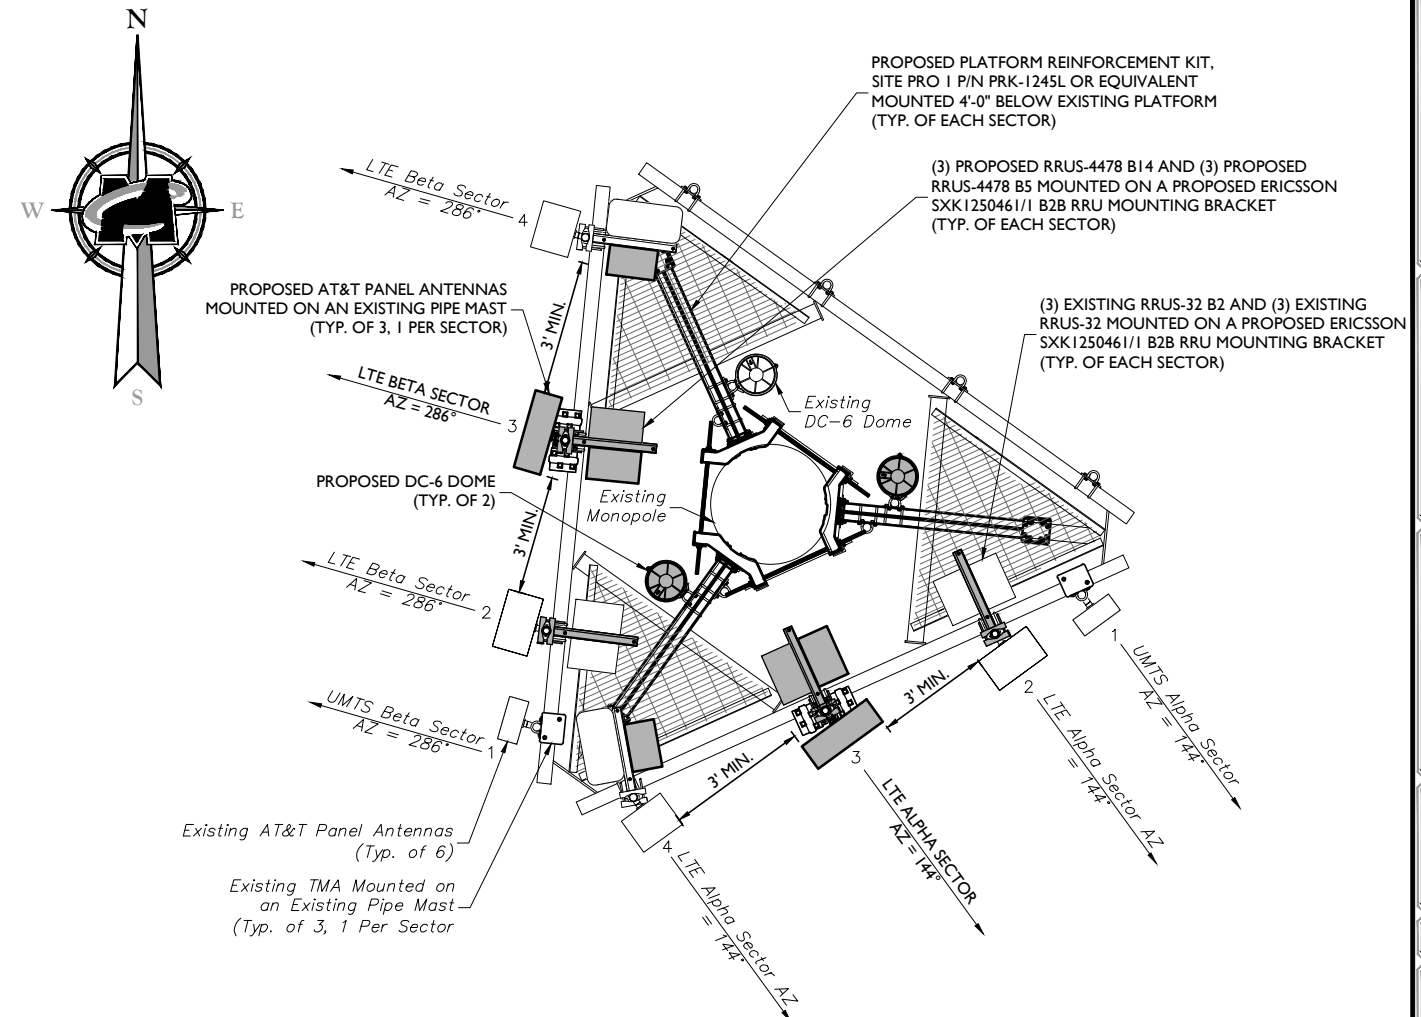 N
W
E
S
PROPOSED PLATFORM REINFORCEMENT KIT,
SITE PRO 1 P/N PRK-1245L OR EQUIVALENT
MOUNTED 4'-0" BELOW EXISTING PLATFORM
(TYP. OF EACH SECTOR)
(3) PROPOSED RRUS-4478 B14 AND (3) PROPOSED
RRUS-4478 B5 MOUNTED ON A PROPOSED ERICSSON
SXK1250461/1 B2B RRU MOUNTING BRACKET
(TYP. OF EACH SECTOR)
(3) EXISTING RRUS-32 B2 AND (3) EXISTING
RRUS-32 MOUNTED ON A PROPOSED ERICSSON
SXK1250461/1 B2B RRU MOUNTING BRACKET
(TYP. OF EACH SECTOR)
LTE Beta Sector
AZ = 286°
4
PROPOSED AT&T PANEL ANTENNAS
MOUNTED ON AN EXISTING PIPE MAST
(TYP. OF 3, 1 PER SECTOR)
3' MIN.
LTE BETA SECTOR
AZ = 286°
3
Existing
DC-6 Dome
PROPOSED DC-6 DOME
(TYP. OF 2)
Existing
Monopole
3' MIN.
LTE Beta Sector
AZ = 286°
2
UMTS Beta Sector
AZ = 286°
1
Existing AT&T Panel Antennas
(Typ. of 6)
Existing TMA Mounted on
an Existing Pipe Mast
(Typ. of 3, 1 Per Sector
1
UMTS Alpha Sector
AZ = 144°
2
LTE Alpha Sector AZ
= 144°
3' MIN.
3
LTE ALPHA SECTOR
AZ = 144°
3' MIN.
4
LTE Alpha Sector AZ
= 144°